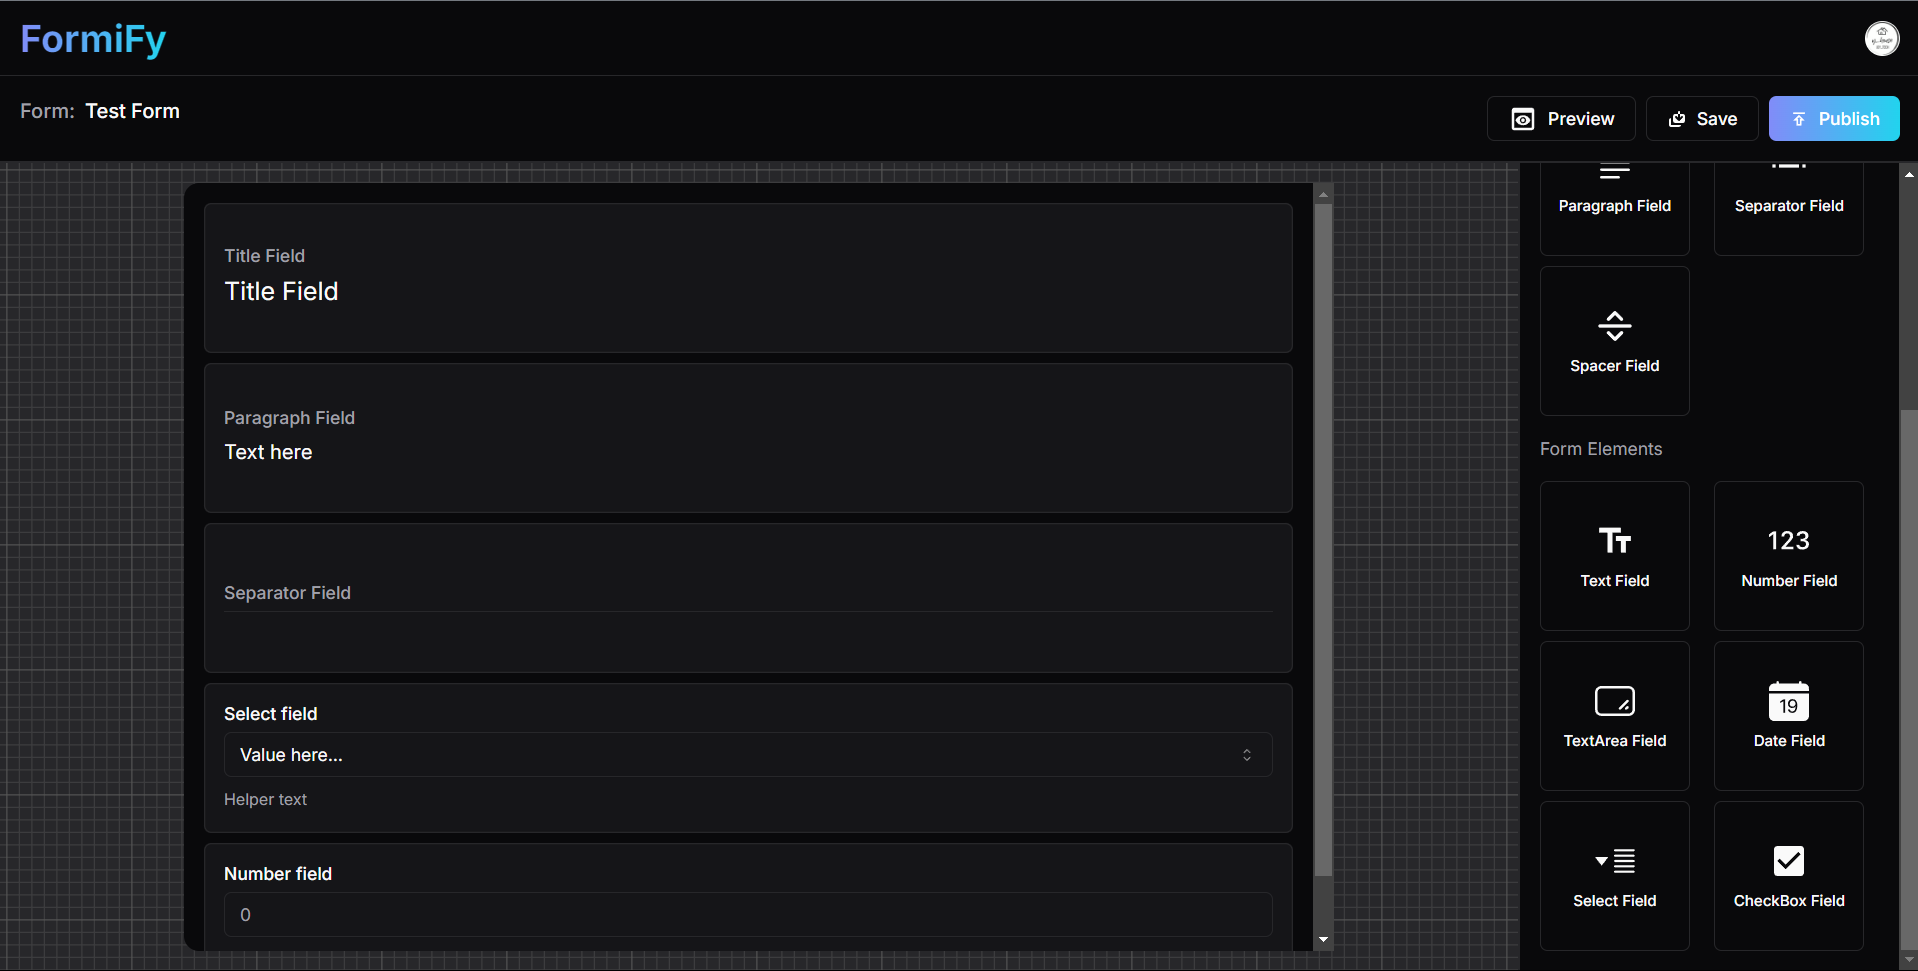 FormiFy
Form: Test Form
Preview
Save
Publish
Title Field
Title Field
Paragraph Field
Text here
Separator Field
Select field
Value here...
Helper text
Number field
0
Paragraph Field
Separator Field
Spacer Field
Form Elements
Text Field
123
Number Field
TextArea Field
19
Date Field
Select Field
CheckBox Field